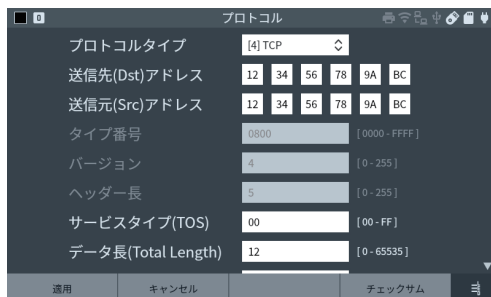 0 プロトコル
プロトコルタイプ [4] TCP
送信先(Dst)アドレス 12 34 56 78 9A BC
送信元(Src)アドレス 12 34 56 78 9A BC
タイプ番号 0800 [ 0000 - FFFF ]
バージョン 4 [ 0 - 255 ]
ヘッダー長 5 [ 0 - 255 ]
サービスタイプ(TOS) 00 [ 00 - FF ]
データ長(Total Length) 12 [ 0 - 65535 ]
適用 キャンセル チェックサム